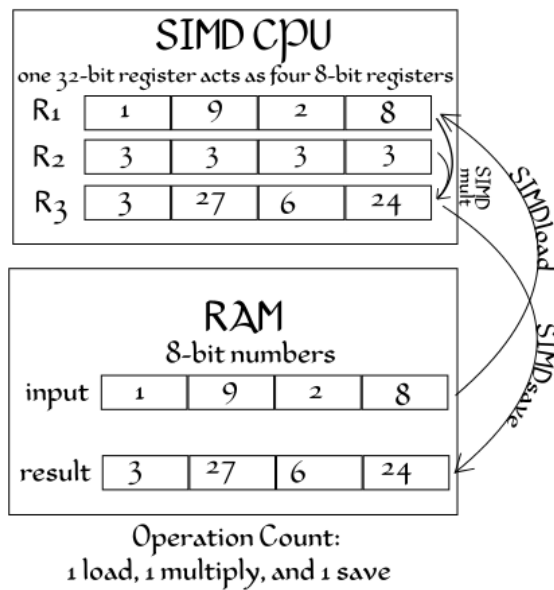 SIMD CPU
one 32-bit register acts as four 8-bit registers
R1 1 9 2 8
R2 3 3 3 3
R3 3 27 6 24
SIMD mult
SIMDload
SIMDsave
RAM
8-bit numbers
input 1 9 2 8
result 3 27 6 24
Operation Count:
1 load, 1 multiply, and 1 save